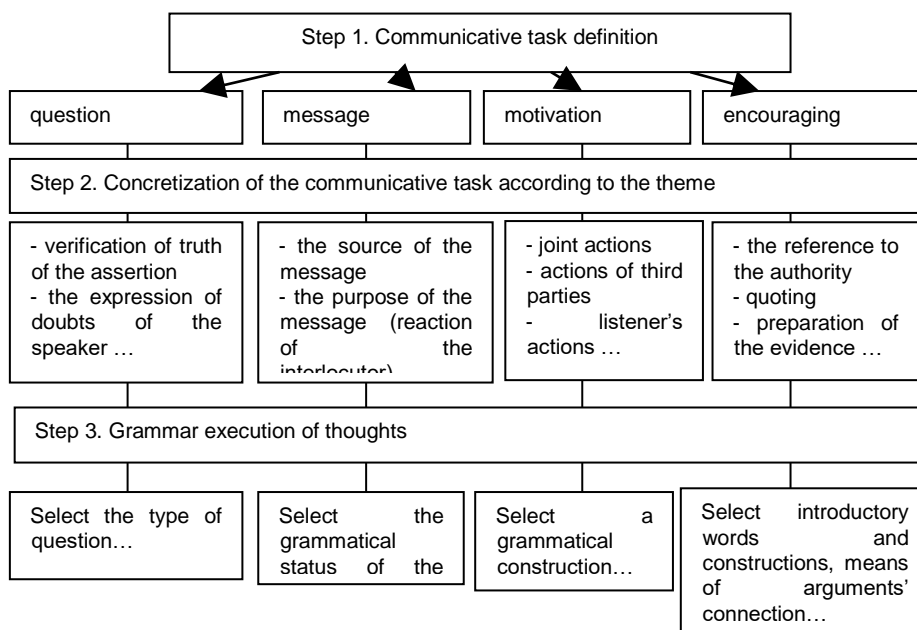 Step 1. Communicative task definition
question
message
motivation
encouraging
Step 2. Concretization of the communicative task according to the theme
- verification of truth
of the assertion
- the expression of
doubts of the
speaker …
- the source of the
message
- the purpose of the
message (reaction
of the
interlocutor)
- joint actions
- actions of third
parties
- listener's
actions …
- the reference to
the authority
- quoting
- preparation of
the evidence …
Step 3. Grammar execution of thoughts
Select the type of
question…
Select the
grammatical
status of the
Select a
grammatical
construction…
Select introductory
words and
constructions, means
of arguments'
connection…